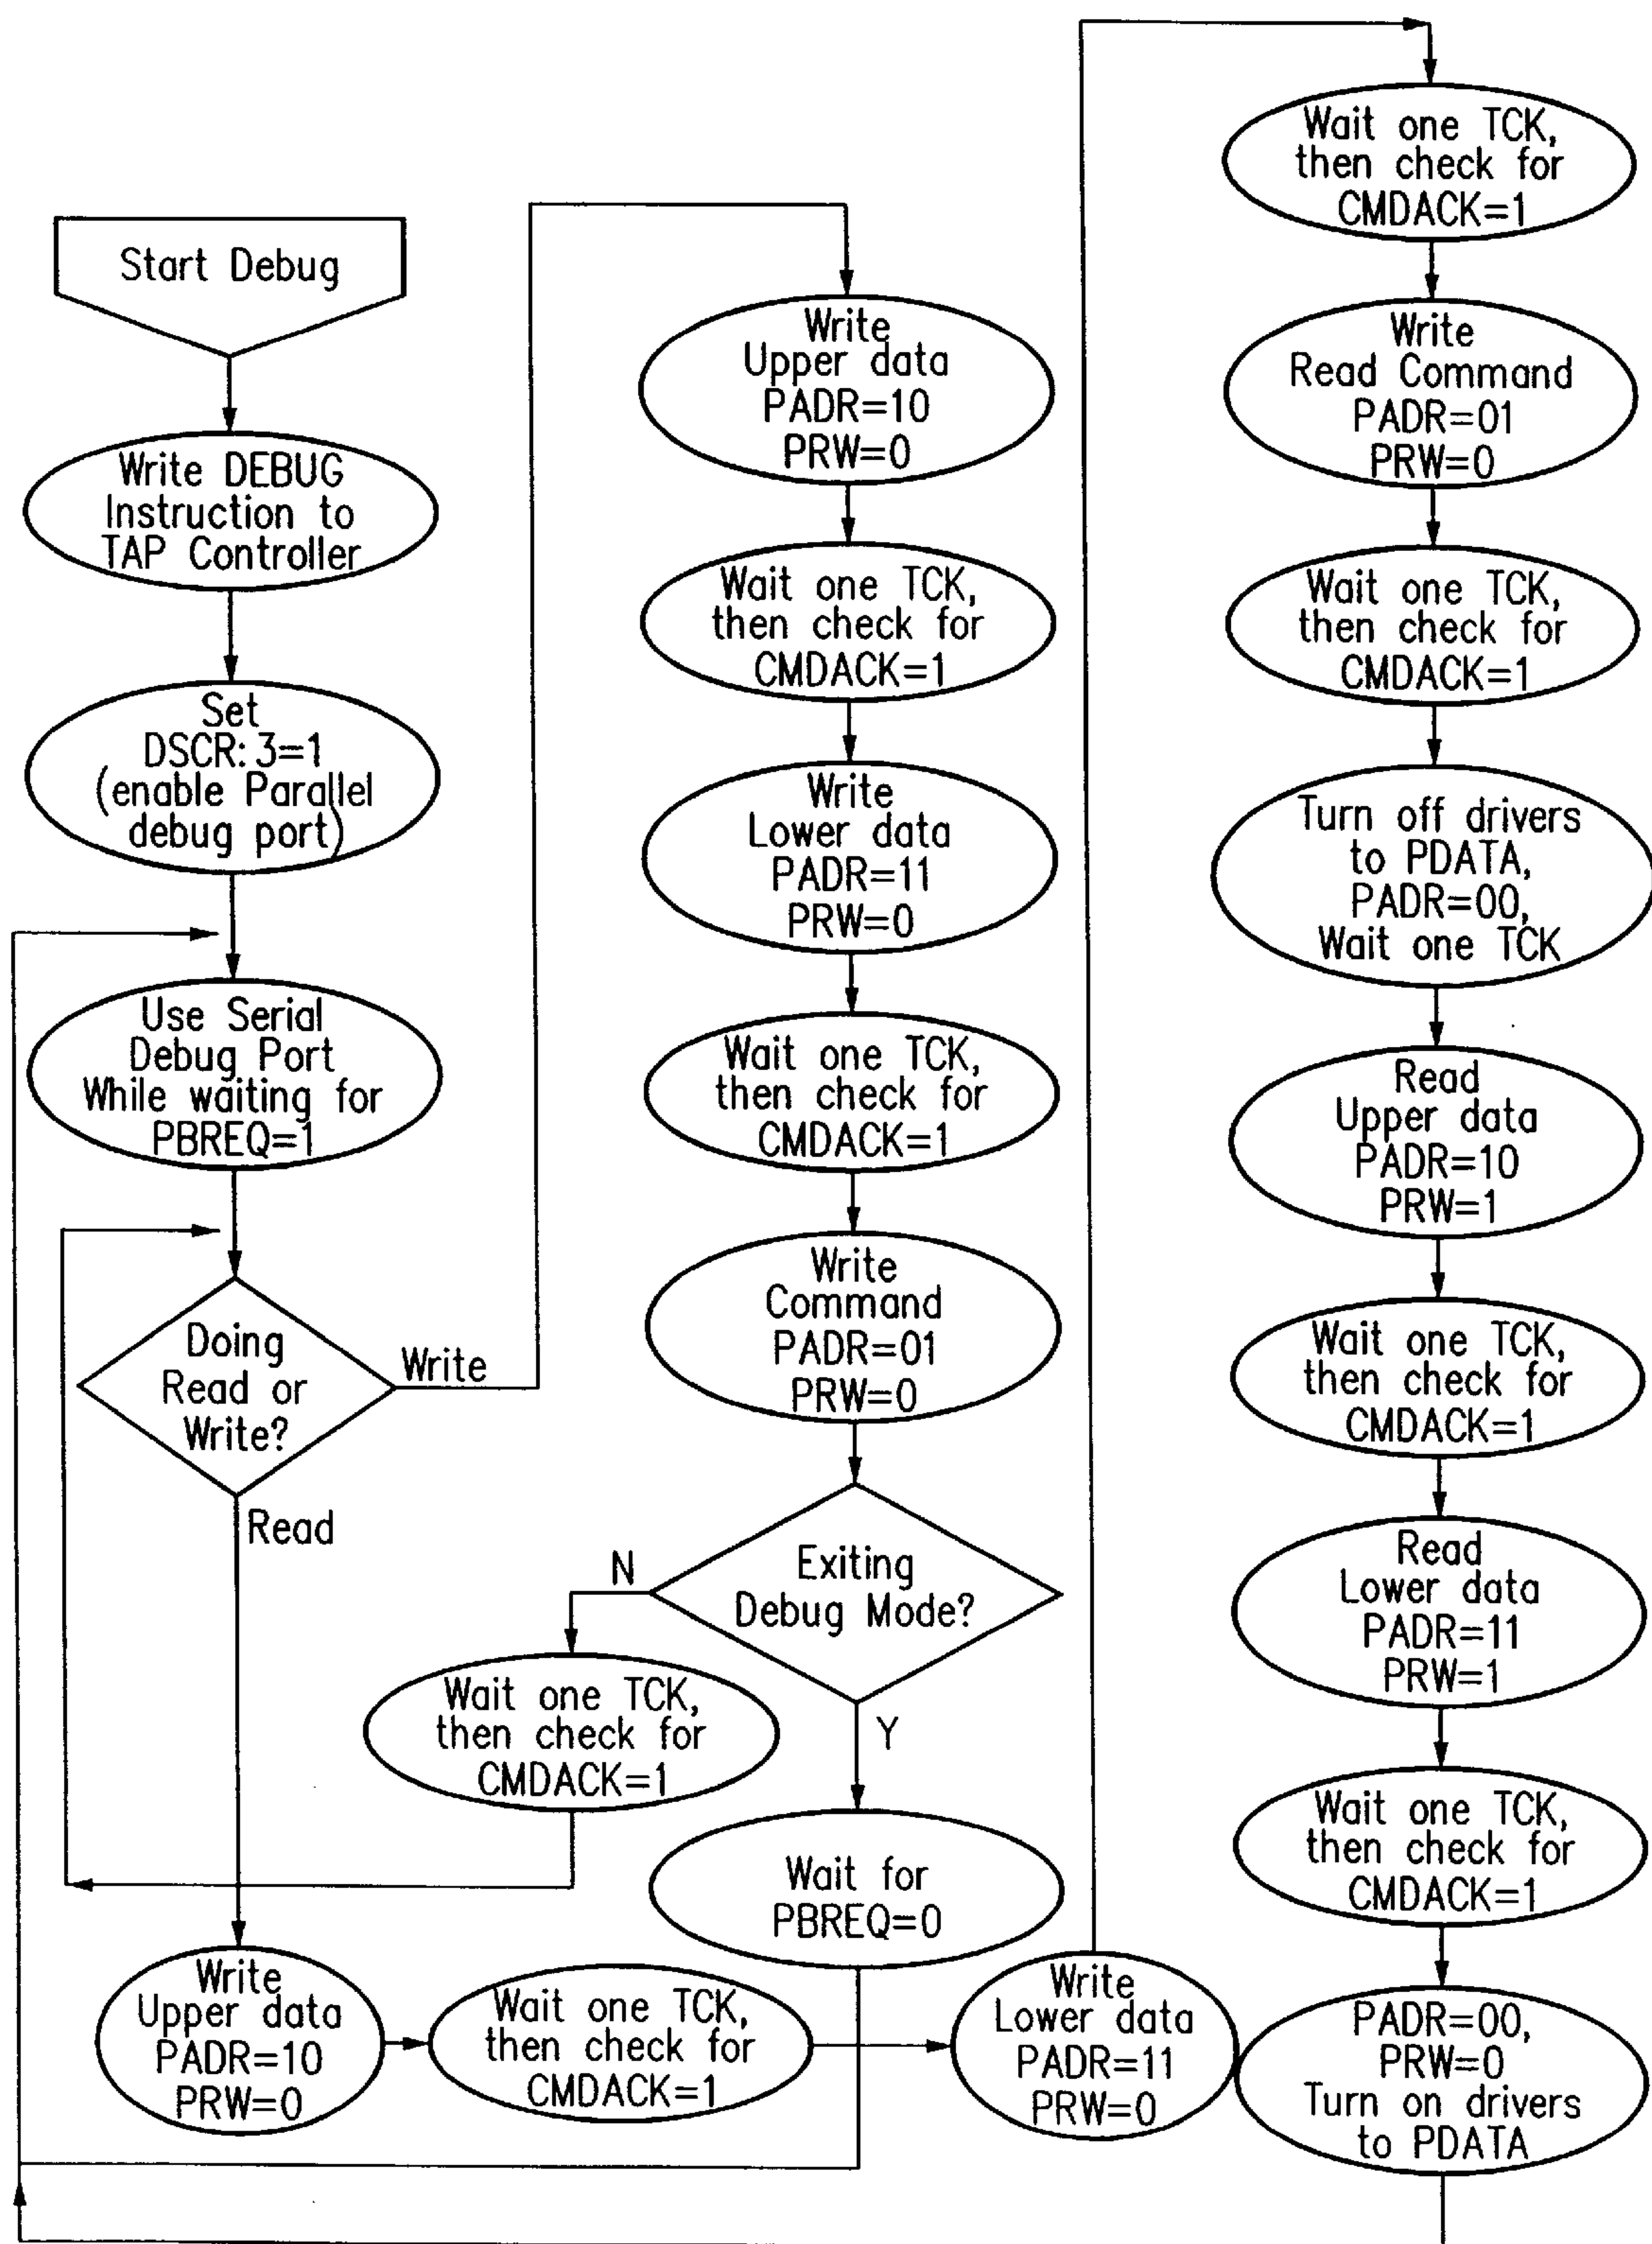 Start Debug
Write DEBUG
Instruction to
TAP Controller
Set
DSCR:3=1
(enable Parallel
debug port)
Use Serial
Debug Port
While waiting for
PBREQ=1
Doing
Read or
Write?
Write
Read
Write
Upper data
PADR=10
PRW=0
Wait one TCK,
then check for
CMDACK=1
Write
Lower data
PADR=11
PRW=0
Wait one TCK,
then check for
CMDACK=1
Write
Command
PADR=01
PRW=0
Exiting
Debug Mode?
N
Y
Wait one TCK,
then check for
CMDACK=1
Wait for
PBREQ=0
Write
Upper data
PADR=10
PRW=0
Wait one TCK,
then check for
CMDACK=1
Write
Lower data
PADR=11
PRW=0
Wait one TCK,
then check for
CMDACK=1
Write
Read Command
PADR=01
PRW=0
Wait one TCK,
then check for
CMDACK=1
Turn off drivers
to PDATA,
PADR=00,
Wait one TCK
Read
Upper data
PADR=10
PRW=1
Wait one TCK,
then check for
CMDACK=1
Read
Lower data
PADR=11
PRW=1
Wait one TCK,
then check for
CMDACK=1
PADR=00,
PRW=0
Turn on drivers
to PDATA